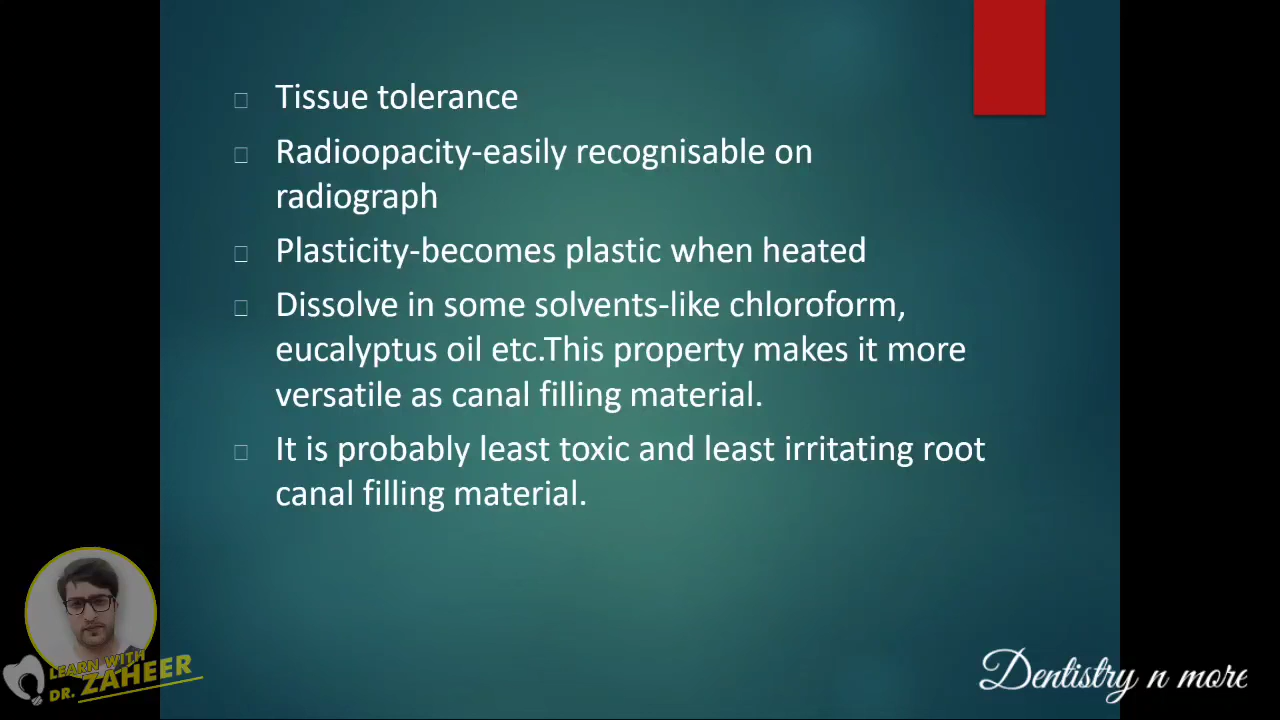 Tissue tolerance
Radioopacity-easily recognisable on
radiograph
Plasticity-becomes plastic when heated
Dissolve in some solvents-like chloroform,
eucalyptus oil etc.This property makes it more
versatile as canal filling material.
It is probably least toxic and least irritating root
canal filling material.
LEARN WITH
DR. ZAHEER
Dentistry n more